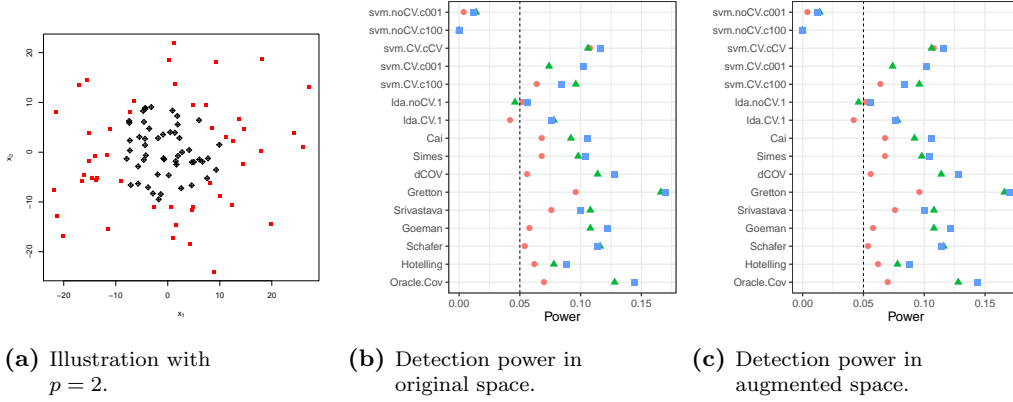 20
10
0
-10
-20
x₂
-20
-10
0
10
20
x₁
(a) Illustration with
p = 2.
svm.noCV.c001
svm.noCV.c100
svm.CV.cCV
svm.CV.c001
svm.CV.c100
lda.noCV.1
lda.CV.1
Cai
Simes
dCOV
Gretton
Srivastava
Goeman
Schafer
Hotelling
Oracle.Cov
0.00
0.05
0.10
0.15
Power
(b) Detection power in
original space.
svm.noCV.c001
svm.noCV.c100
svm.CV.cCV
svm.CV.c001
svm.CV.c100
lda.noCV.1
lda.CV.1
Cai
Simes
dCOV
Gretton
Srivastava
Goeman
Schafer
Hotelling
Oracle.Cov
0.00
0.05
0.10
0.15
Power
(c) Detection power in
augmented space.